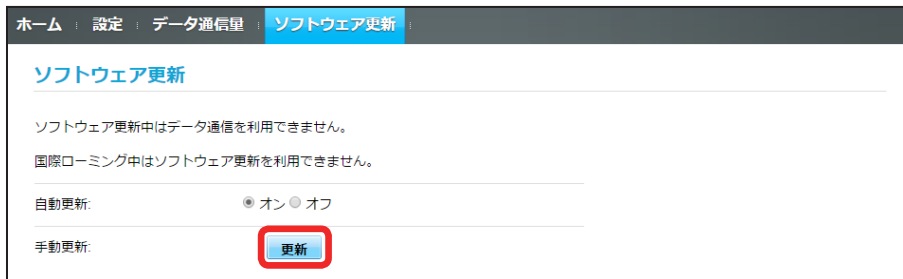 ホーム 設定 データ通信量 ソフトウェア更新
ソフトウェア更新
ソフトウェア更新中はデータ通信を利用できません。
国際ローミング中はソフトウェア更新を利用できません。
自動更新: オン オフ
手動更新: 更新